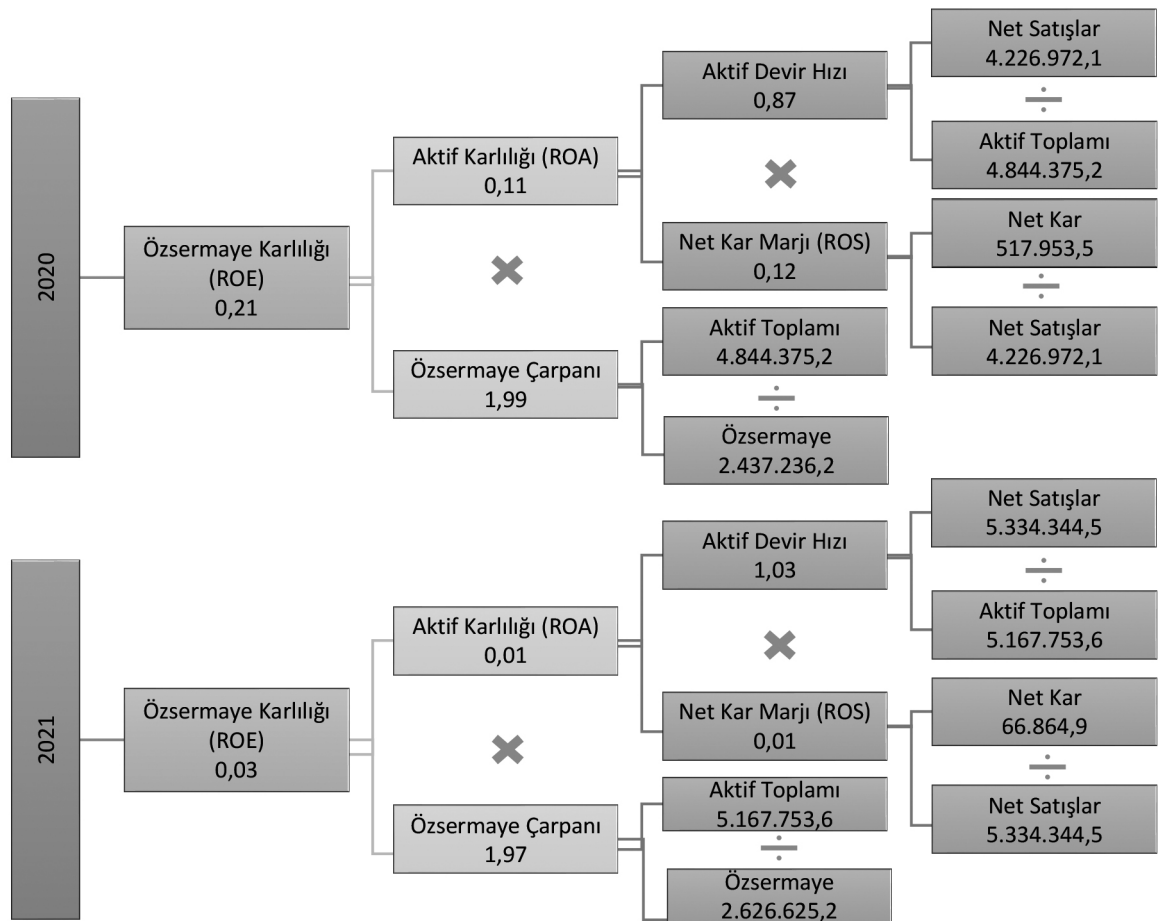 2020
Özsermaye Karlılığı
(ROE)
0,21
Aktif Karlılığı (ROA)
0,11
Özsermaye Çarpanı
1,99
Aktif Devir Hızı
0,87
Net Kar Marjı (ROS)
0,12
Aktif Toplamı
4.844.375,2
÷
Özsermaye
2.437.236,2
Net Satışlar
4.226.972,1
÷
Aktif Toplamı
4.844.375,2
Net Kar
517.953,5
÷
Net Satışlar
4.226.972,1
2021
Özsermaye Karlılığı
(ROE)
0,03
Aktif Karlılığı (ROA)
0,01
Özsermaye Çarpanı
1,97
Aktif Devir Hızı
1,03
Net Kar Marjı (ROS)
0,01
Aktif Toplamı
5.167.753,6
÷
Özsermaye
2.626.625,2
Net Satışlar
5.334.344,5
÷
Aktif Toplamı
5.167.753,6
Net Kar
66.864,9
÷
Net Satışlar
5.334.344,5